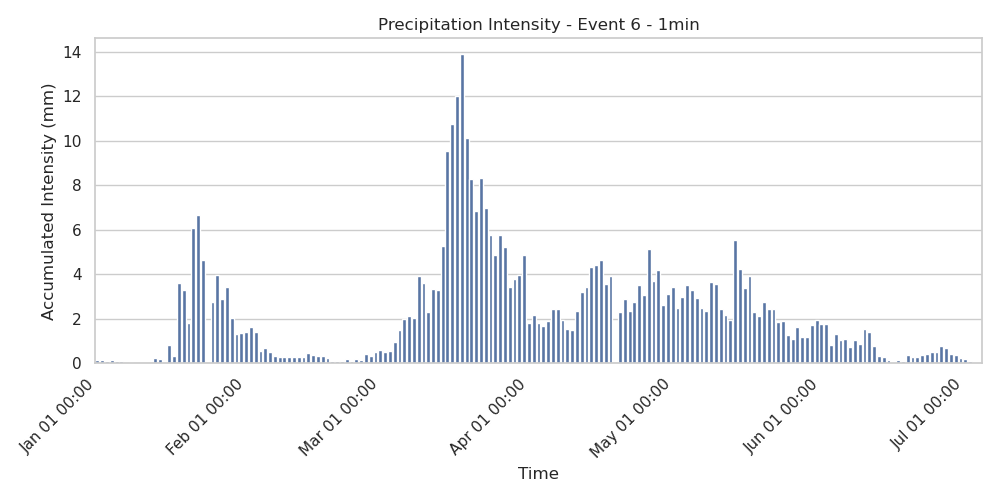 Precipitation Intensity - Event 6 - 1min
Accumulated Intensity (mm)
14
12
10
8
6
4
2
0
Jan 01 00:00
Feb 01 00:00
Mar 01 00:00
Apr 01 00:00
May 01 00:00
Jun 01 00:00
Jul 01 00:00
Time